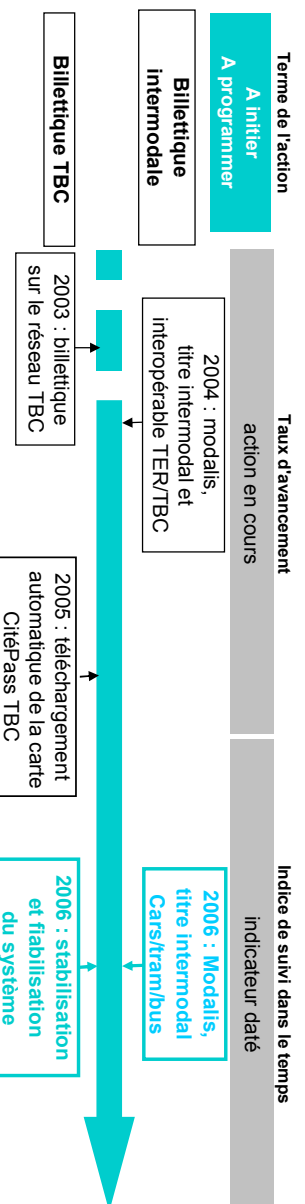 Terme de l'action
A initier
A programmer
Taux d'avancement
action en cours
Indice de suivi dans le temps
indicateur daté
Billettique
intermodale
2004 : modalis,
titre intermodal et
interopérable TER/TBC
2006 : Modalis,
titre intermodal
Cars/tram/bus
Billettique TBC
2003 : billettique
sur le réseau TBC
2005 : téléchargement
automatique de la carte
CitéPass TBC
2006 : stabilisation
et fiabilisation
du système